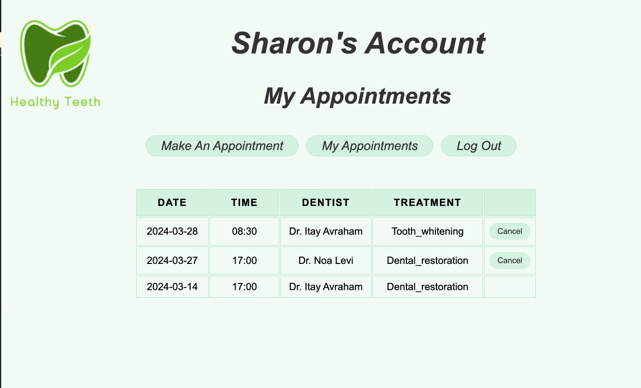 Sharon's Account
Healthy Teeth
My Appointments
Make An Appointment My Appointments Log Out
DATE TIME DENTIST TREATMENT
2024-03-28 08:30 Dr. Itay Avraham Tooth_whitening Cancel
2024-03-27 17:00 Dr. Noa Levi Dental_restoration Cancel
2024-03-14 17:00 Dr. Itay Avraham Dental_restoration